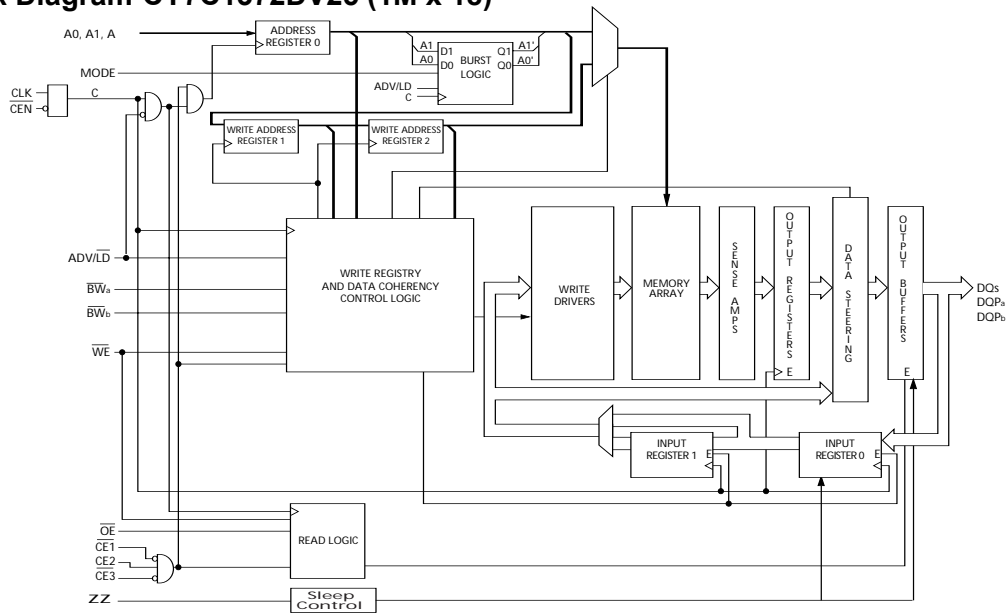 CY7C1372DV25 (1M x 18)
A0, A1, A
ADDRESS
REGISTER 0
A1
A0
D1
D0
BURST
LOGIC
Q1
Q0
A1'
A0'
MODE
ADV/LD
C
CLK
CEN
C
WRITE ADDRESS
REGISTER 1
WRITE ADDRESS
REGISTER 2
ADV/LD
BWa
BWb
WE
WRITE REGISTRY
AND DATA COHERENCY
CONTROL LOGIC
WRITE
DRIVERS
MEMORY
ARRAY
SENSE AMPS
OUTPUT REGISTERS
E
DATA STEERING
OUTPUT BUFFERS
E
DQs
DQPa
DQPb
INPUT
REGISTER 1
E
INPUT
REGISTER 0
E
OE
CE1
CE2
CE3
READ LOGIC
ZZ
Sleep
Control